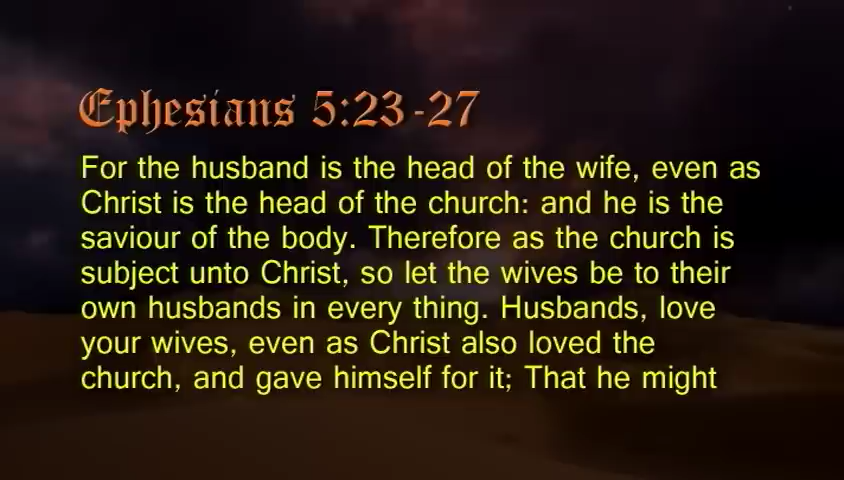 Ephesians 5:23-27
For the husband is the head of the wife, even as
Christ is the head of the church: and he is the
saviour of the body. Therefore as the church is
subject unto Christ, so let the wives be to their
own husbands in every thing. Husbands, love
your wives, even as Christ also loved the
church, and gave himself for it; That he might